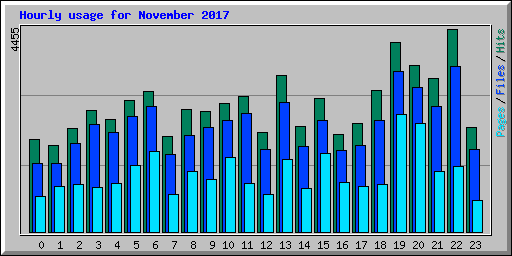 Hourly usage for November 2017
4455
Pages / Files / Hits
0 1 2 3 4 5 6 7 8 9 10 11 12 13 14 15 16 17 18 19 20 21 22 23